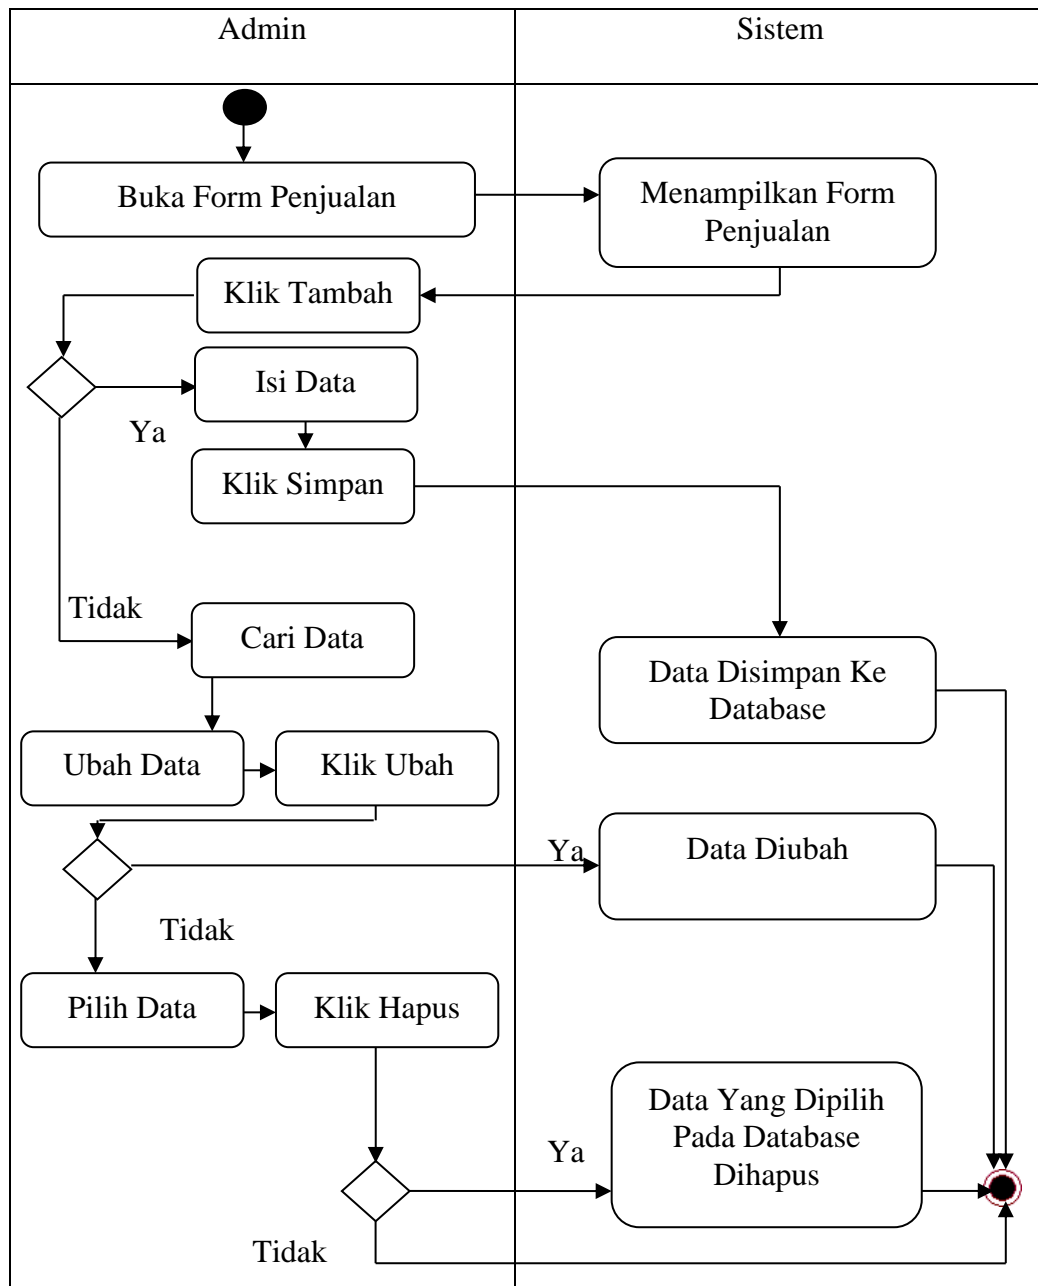 Admin
Sistem
Buka Form Penjualan
Menampilkan Form
Penjualan
Klik Tambah
Isi Data
Ya
Klik Simpan
Tidak
Cari Data
Data Disimpan Ke
Database
Ubah Data
Klik Ubah
Ya
Data Diubah
Tidak
Pilih Data
Klik Hapus
Data Yang Dipilih
Pada Database
Dihapus
Ya
Tidak